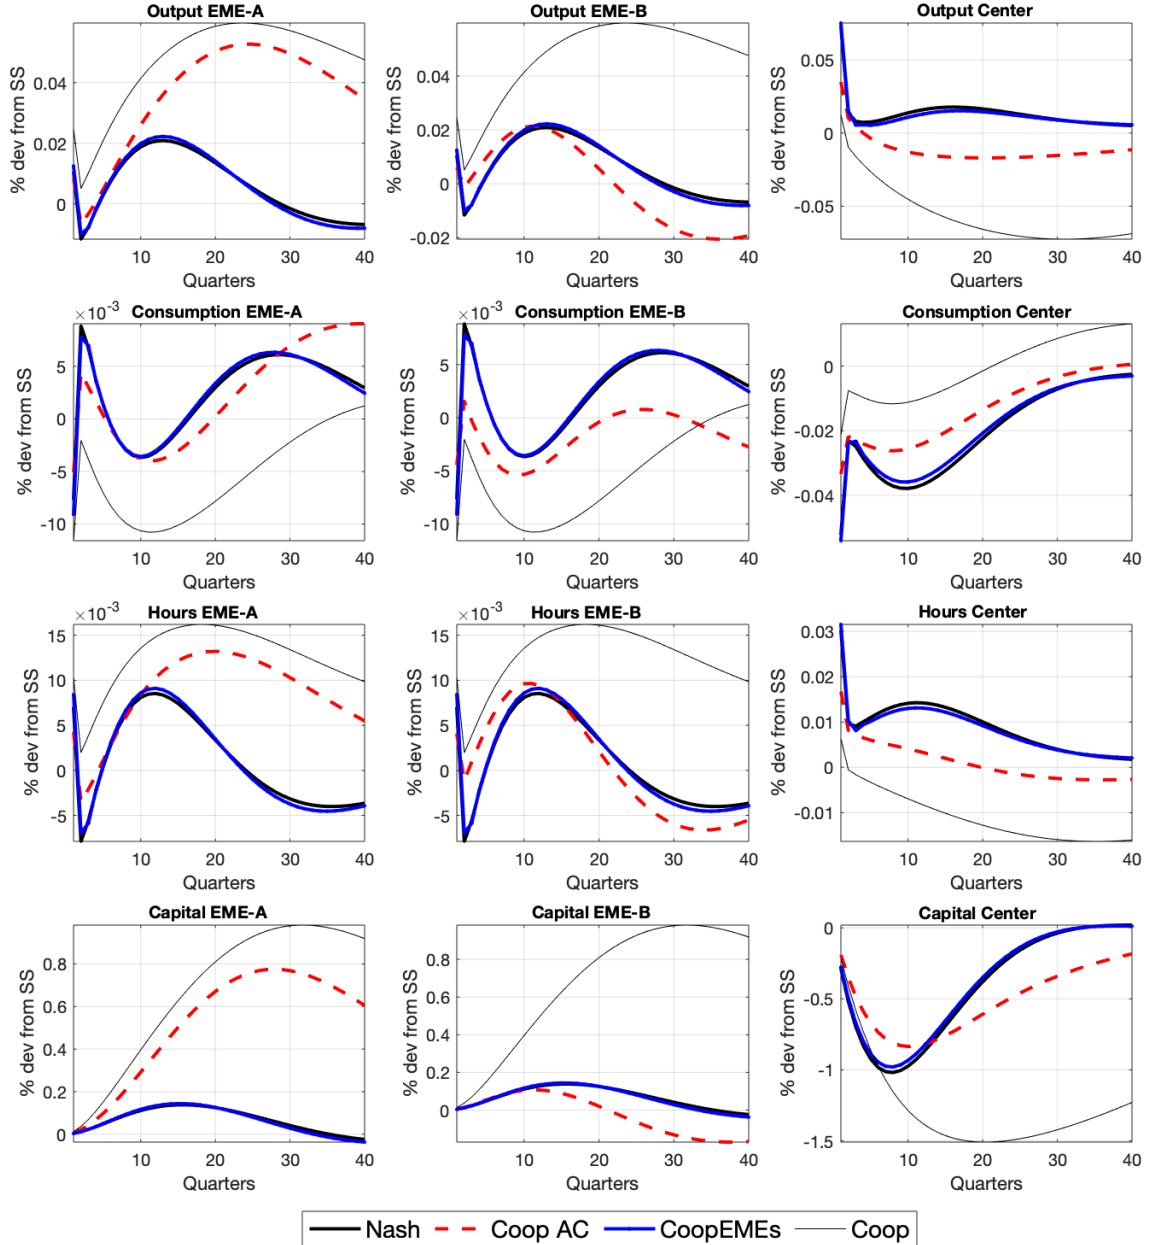 Output EME-A
Output EME-B
Output Center
% dev from SS
0.04
0.02
0
10 20 30 40
Quarters
% dev from SS
0.04
0.02
0
-0.02
10 20 30 40
Quarters
% dev from SS
0.05
0
-0.05
10 20 30 40
Quarters
×10⁻³
Consumption EME-A
×10⁻³
Consumption EME-B
Consumption Center
% dev from SS
5
0
-5
-10
10 20 30 40
Quarters
% dev from SS
5
0
-5
-10
10 20 30 40
Quarters
% dev from SS
0
-0.02
-0.04
10 20 30 40
Quarters
×10⁻³
Hours EME-A
×10⁻³
Hours EME-B
Hours Center
% dev from SS
15
10
5
0
-5
10 20 30 40
Quarters
% dev from SS
15
10
5
0
-5
10 20 30 40
Quarters
% dev from SS
0.03
0.02
0.01
0
-0.01
10 20 30 40
Quarters
Capital EME-A
Capital EME-B
Capital Center
% dev from SS
0.8
0.6
0.4
0.2
0
10 20 30 40
Quarters
% dev from SS
0.8
0.6
0.4
0.2
0
10 20 30 40
Quarters
% dev from SS
0
-0.5
-1
-1.5
10 20 30 40
Quarters
Nash Coop AC CoopEMEs Coop